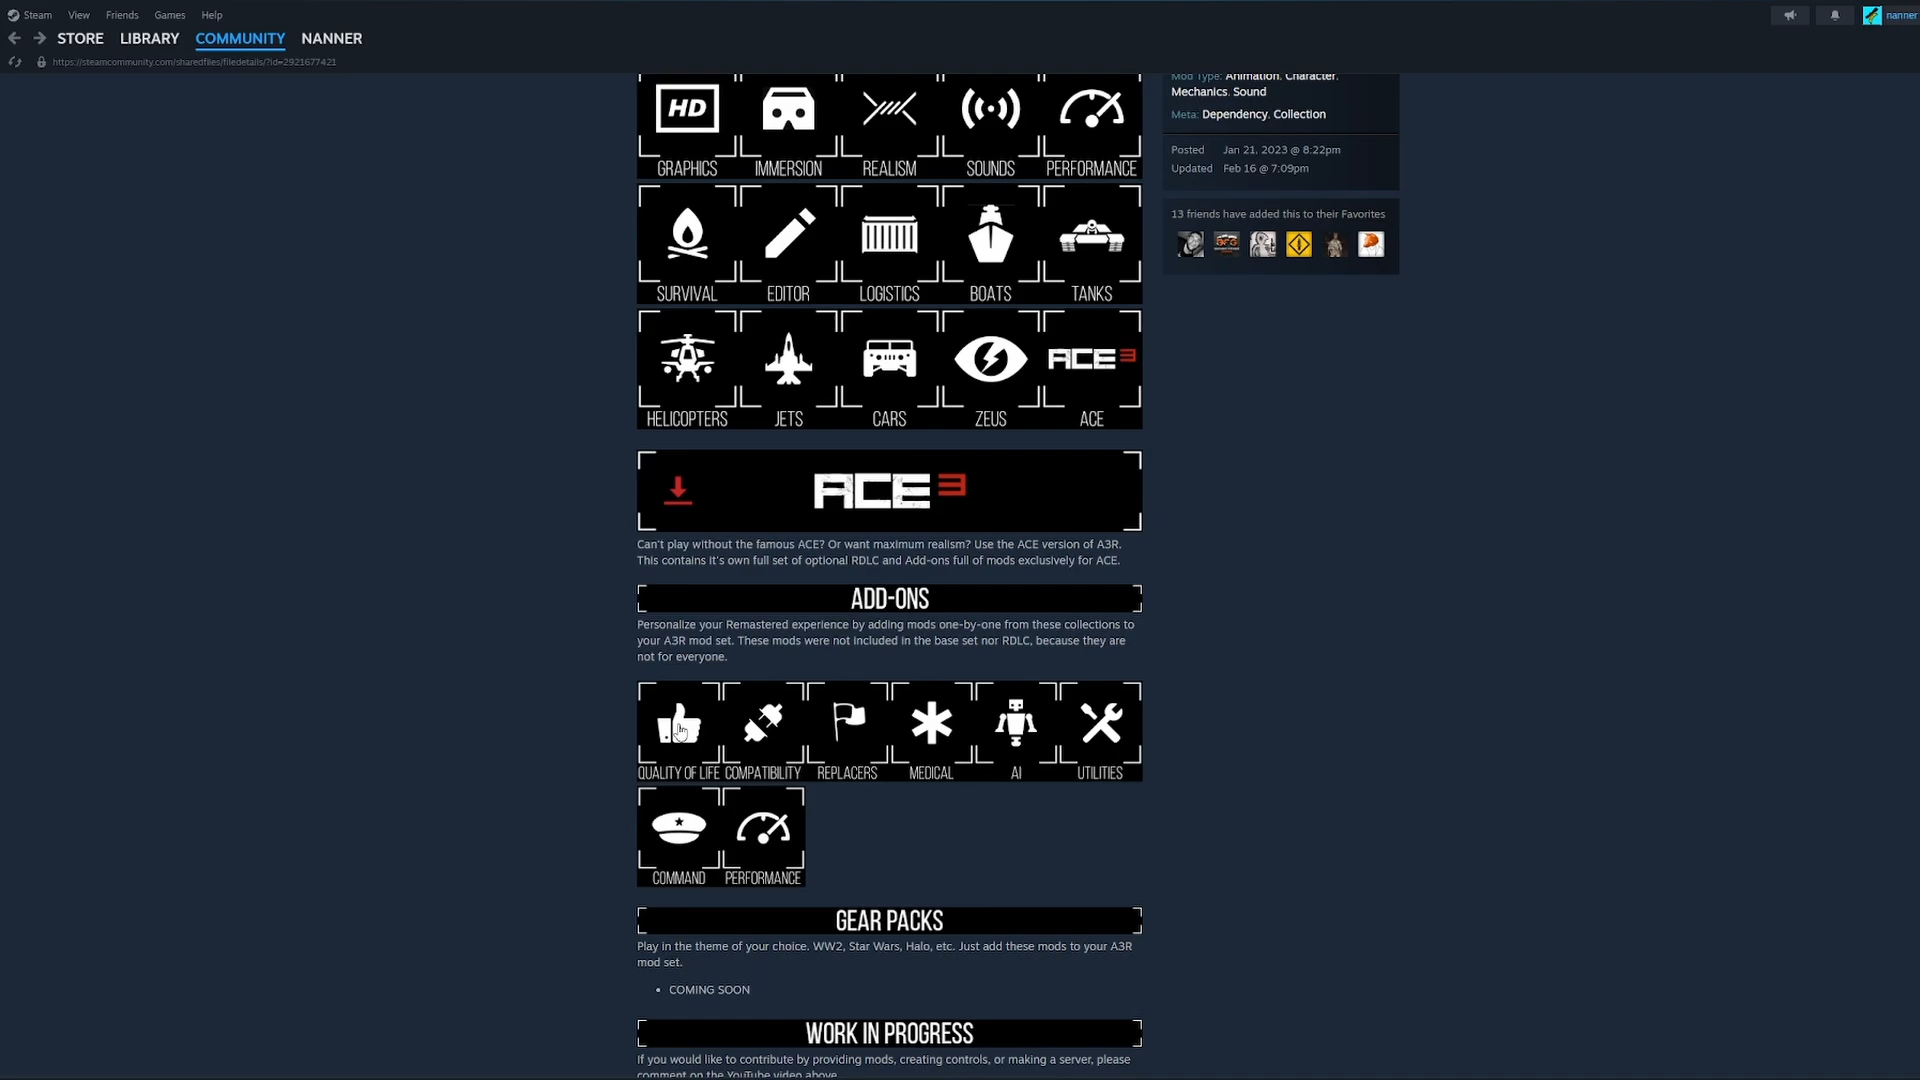 Steam View Friends Games Help
nanner
STORE LIBRARY COMMUNITY NANNER
https://steamcommunity.com/sharedfiles/filedetails/?id=2921677421
HD
GRAPHICS IMMERSION REALISM SOUNDS PERFORMANCE
SURVIVAL EDITOR LOGISTICS BOATS TANKS
ACE3
HELICOPTERS JETS CARS ZEUS ACE
ACE3
Can't play without the famous ACE? Or want maximum realism? Use the ACE version of A3R.
This contains it's own full set of optional RDLC and Add-ons full of mods exclusively for ACE.
ADD-ONS
Personalize your Remastered experience by adding mods one-by-one from these collections to
your A3R mod set. These mods were not included in the base set nor RDLC, because they are
not for everyone.
QUALITY OF LIFE COMPATIBILITY REPLACERS MEDICAL AI UTILITIES
COMMAND PERFORMANCE
GEAR PACKS
Play in the theme of your choice. WW2, Star Wars, Halo, etc. Just add these mods to your A3R
mod set.
• COMING SOON
WORK IN PROGRESS
If you would like to contribute by providing mods, creating controls, or making a server, please
comment on the YouTube video above.
Mod Type: Animation, Character,
Mechanics, Sound
Meta: Dependency, Collection
Posted Jan 21, 2023 @ 8:22pm
Updated Feb 16 @ 7:09pm
13 friends have added this to their Favorites